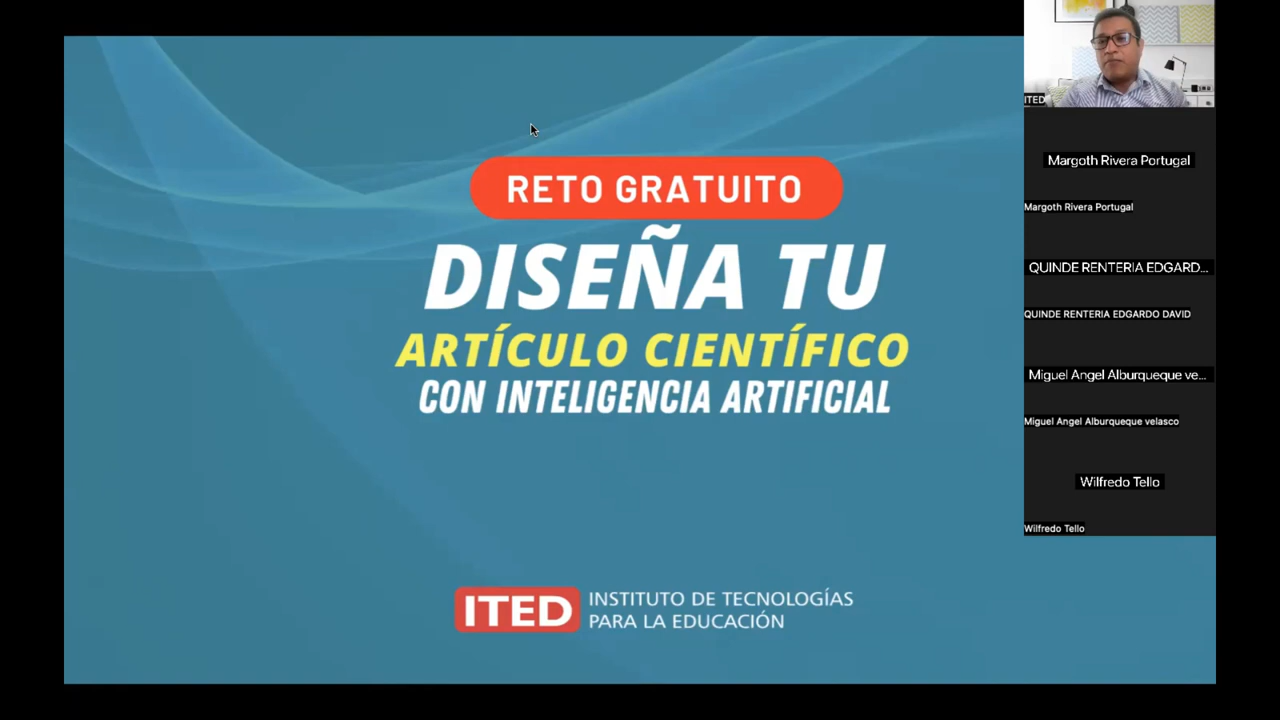 RETO GRATUITO
DISEÑA TU
ARTÍCULO CIENTÍFICO
CON INTELIGENCIA ARTIFICIAL
ITED
INSTITUTO DE TECNOLOGÍAS
PARA LA EDUCACIÓN
ITED
Margoth Rivera Portugal
Margoth Rivera Portugal
QUINDE RENTERIA EDGARD...
QUINDE RENTERIA EDGARDO DAVID
Miguel Angel Alburqueque ve...
Miguel Angel Alburqueque velasco
Wilfredo Tello
Wilfredo Tello